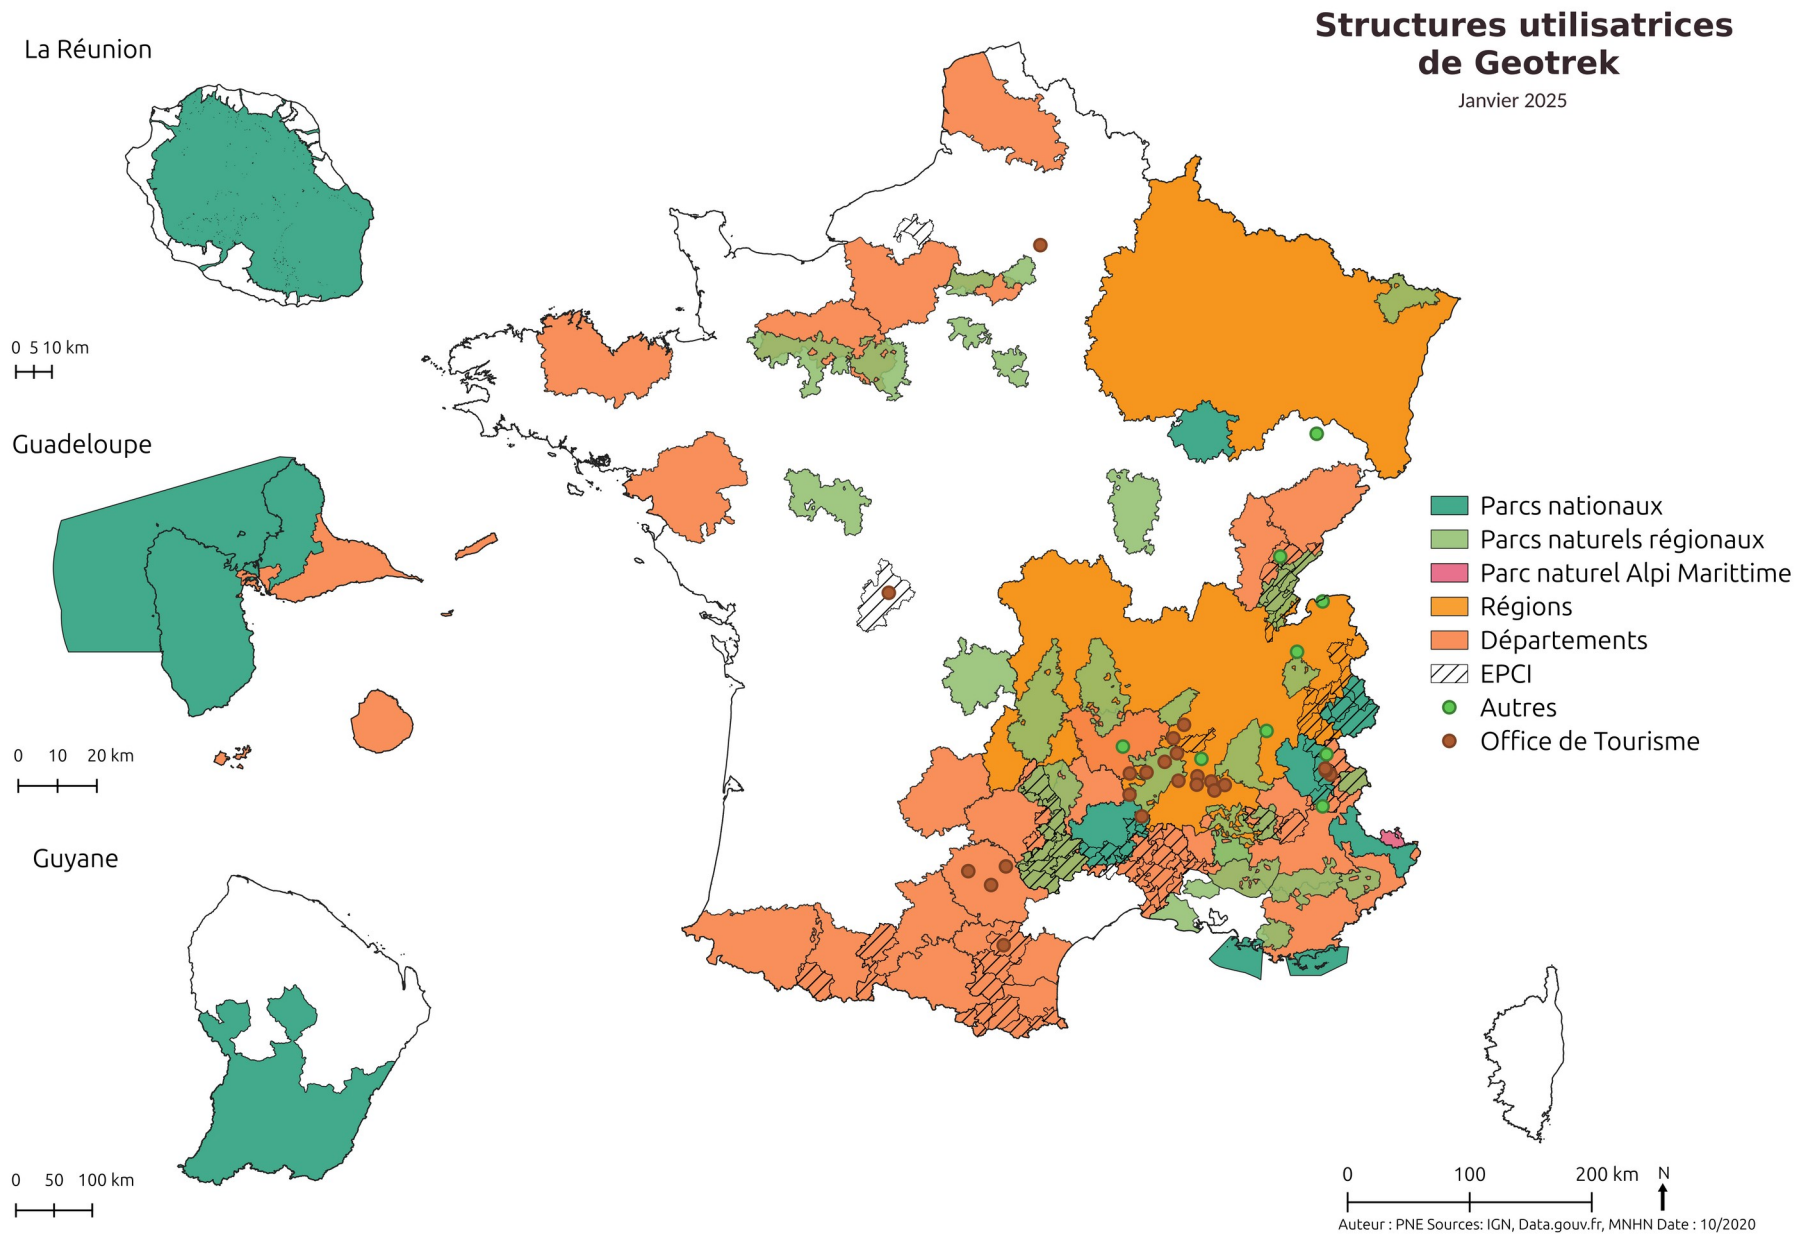 Structures utilisatrices
de Geotrek
Janvier 2025
La Réunion
0 5 10 km
Guadeloupe
0 10 20 km
Guyane
0 50 100 km
Parcs nationaux
Parcs naturels régionaux
Parc naturel Alpi Marittime
Régions
Départements
EPCI
Autres
Office de Tourisme
0 100 200 km N
Auteur : PNE Sources: IGN, Data.gouv.fr, MNHN Date : 10/2020